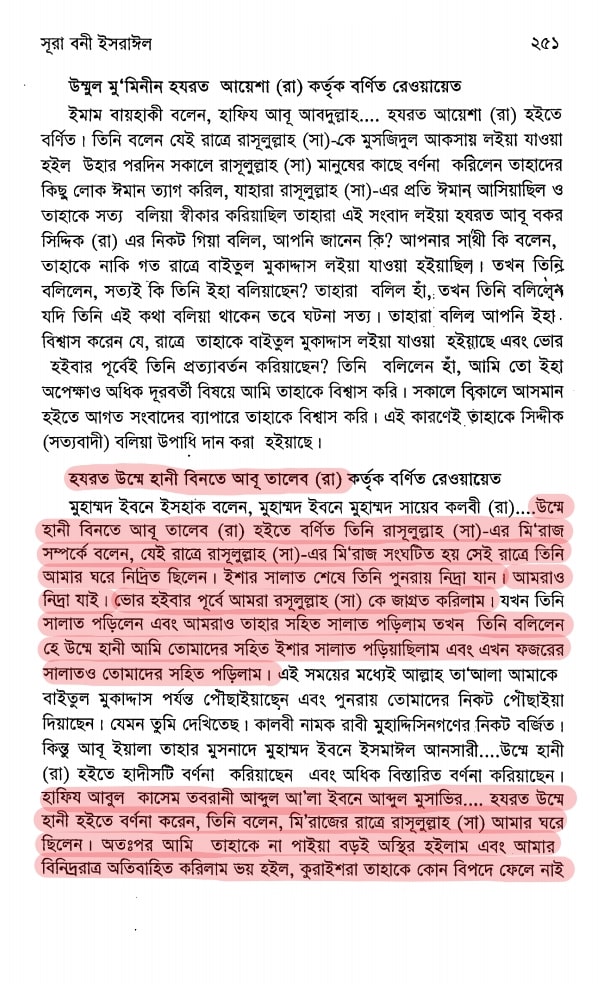 সূরা বনী ইসরাঈল ২৫১
উম্মুল মু‘মিনীন হযরত আয়েশা (রা) কর্তৃক বর্ণিত রেওয়ায়েত
ইমাম বায়হাকী বলেন, হাফিয আবূ আবদুল্লাহ.... হযরত আয়েশা (রা) হইতে
বর্ণিত। তিনি বলেন যেই রাত্রে রাসূলুল্লাহ (সা)-কে মুসজিদুল আকসায় লইয়া যাওয়া
হইল উহার পরদিন সকালে রাসূলুল্লাহ (সা) মানুষের কাছে বর্ণনা করিলেন তাহাদের
কিছু লোক ঈমান ত্যাগ করিল, যাহারা রাসূলুল্লাহ (সা)-এর প্রতি ঈমান আসিয়াছিল ও
তাহাকে সত্য বলিয়া স্বীকার করিয়াছিল তাহারা এই সংবাদ লইয়া হযরত আবূ বকর
সিদ্দিক (রা) এর নিকট গিয়া বলিল, আপনি জানেন কি? আপনার সাথী কি বলেন,
তাহাকে নাকি গত রাত্রে বাইতুল মুকাদ্দাস লইয়া যাওয়া হইয়াছিল। তখন তিনি
বলিলেন, সত্যই কি তিনি ইহা বলিয়াছেন? তাহারা বলিল হাঁ, তখন তিনি বলিলেন
যদি তিনি এই কথা বলিয়া থাকেন তবে ঘটনা সত্য। তাহারা বলিল আপনি ইহা
বিশ্বাস করেন যে, রাত্রে তাহাকে বাইতুল মুকাদ্দাস লইয়া যাওয়া হইয়াছে এবং ভোর
হইবার পূর্বেই তিনি প্রত্যাবর্তন করিয়াছেন? তিনি বলিলেন হাঁ, আমি তো ইহা
অপেক্ষাও অধিক দূরবর্তী বিষয়ে আমি তাহাকে বিশ্বাস করি। সকালে বিকালে আসমান
হইতে আগত সংবাদের ব্যাপারে তাহাকে বিশ্বাস করি। এই কারণেই তাহাকে সিদ্দীক
(সত্যবাদী) বলিয়া উপাধি দান করা হইয়াছে।
হযরত উম্মে হানী বিনতে আবূ তালেব (রা) কর্তৃক বর্ণিত রেওয়ায়েত
মুহাম্মদ ইবনে ইসহাক বলেন, মুহাম্মদ ইবনে মুহাম্মদ সায়েব কলবী (রা)....উম্মে
হানী বিনতে আবূ তালেব (রা) হইতে বর্ণিত তিনি রাসূলুল্লাহ (সা)-এর মি‘রাজ
সম্পর্কে বলেন, যেই রাত্রে রাসূলুল্লাহ (সা)-এর মি‘রাজ সংঘটিত হয় সেই রাত্রে তিনি
আমার ঘরে নিদ্রিত ছিলেন। ইশার সালাত শেষে তিনি পুনরায় নিদ্রা যান। আমরাও
নিদ্রা যাই। ভোর হইবার পূর্বে আমরা রসূলুল্লাহ (সা) কে জাগ্রত করিলাম। যখন তিনি
সালাত পড়িলেন এবং আমরাও তাহার সহিত সালাত পড়িলাম তখন তিনি বলিলেন
হে উম্মে হানী আমি তোমাদের সহিত ইশার সালাত পড়িয়াছিলাম এবং এখন ফজরের
সালাতও তোমাদের সহিত পড়িলাম। এই সময়ের মধ্যেই আল্লাহ তা‘আলা আমাকে
বাইতুল মুকাদ্দাস পর্যন্ত পৌছাইয়াছেন এবং পুনরায় তোমাদের নিকট পৌছাইয়া
দিয়াছেন। যেমন তুমি দেখিতেছ। কালবী নামক রাবী মুহাদ্দিসিনগণের নিকট বর্জিত।
কিন্তু আবূ ইয়ালা তাহার মুসনাদে মুহাম্মদ ইবনে ইসমাঈল আনসারী....উম্মে হানী
(রা) হইতে হাদীসটি বর্ণনা করিয়াছেন এবং অধিক বিস্তারিত বর্ণনা করিয়াছেন।
হাফিয আবুল কাসেম তবরানী আব্দুল আ‘লা ইবনে আব্দুল মুসাভির.... হযরত উম্মে
হানী হইতে বর্ণনা করেন, তিনি বলেন, মি‘রাজের রাত্রে রাসূলুল্লাহ (সা) আমার ঘরে
ছিলেন। অতঃপর আমি তাহাকে না পাইয়া বড়ই অস্থির হইলাম এবং আমার
বিনিদ্ররাত্র অতিবাহিত করিলাম ভয় হইল, কুরাইশরা তাহাকে কোন বিপদে ফেলে নাই